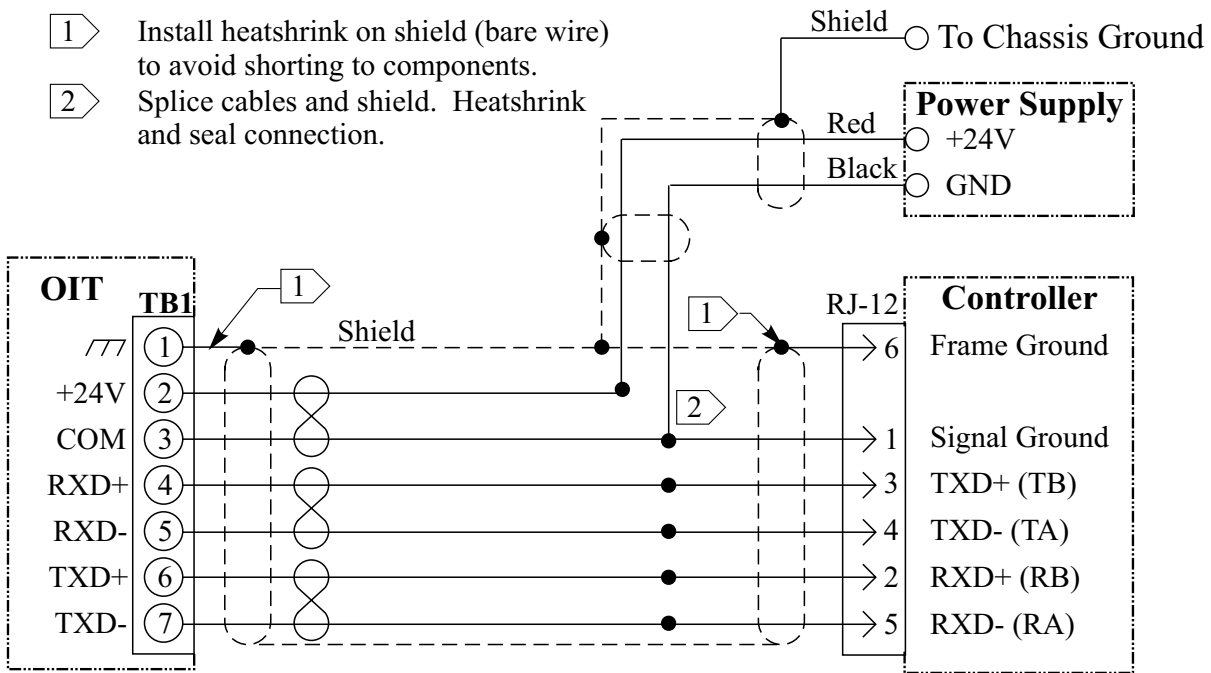 1 Install heatshrink on shield (bare wire)
to avoid shorting to components.
2 Splice cables and shield. Heatshrink
and seal connection.
Shield To Chassis Ground
Power Supply
Red +24V
Black GND
OIT
TB1
1
Shield
1
RJ-12
Controller
1 6 Frame Ground
+24V 2
2
COM 3 1 Signal Ground
RXD+ 4 3 TXD+ (TB)
RXD- 5 4 TXD- (TA)
TXD+ 6 2 RXD+ (RB)
TXD- 7 5 RXD- (RA)